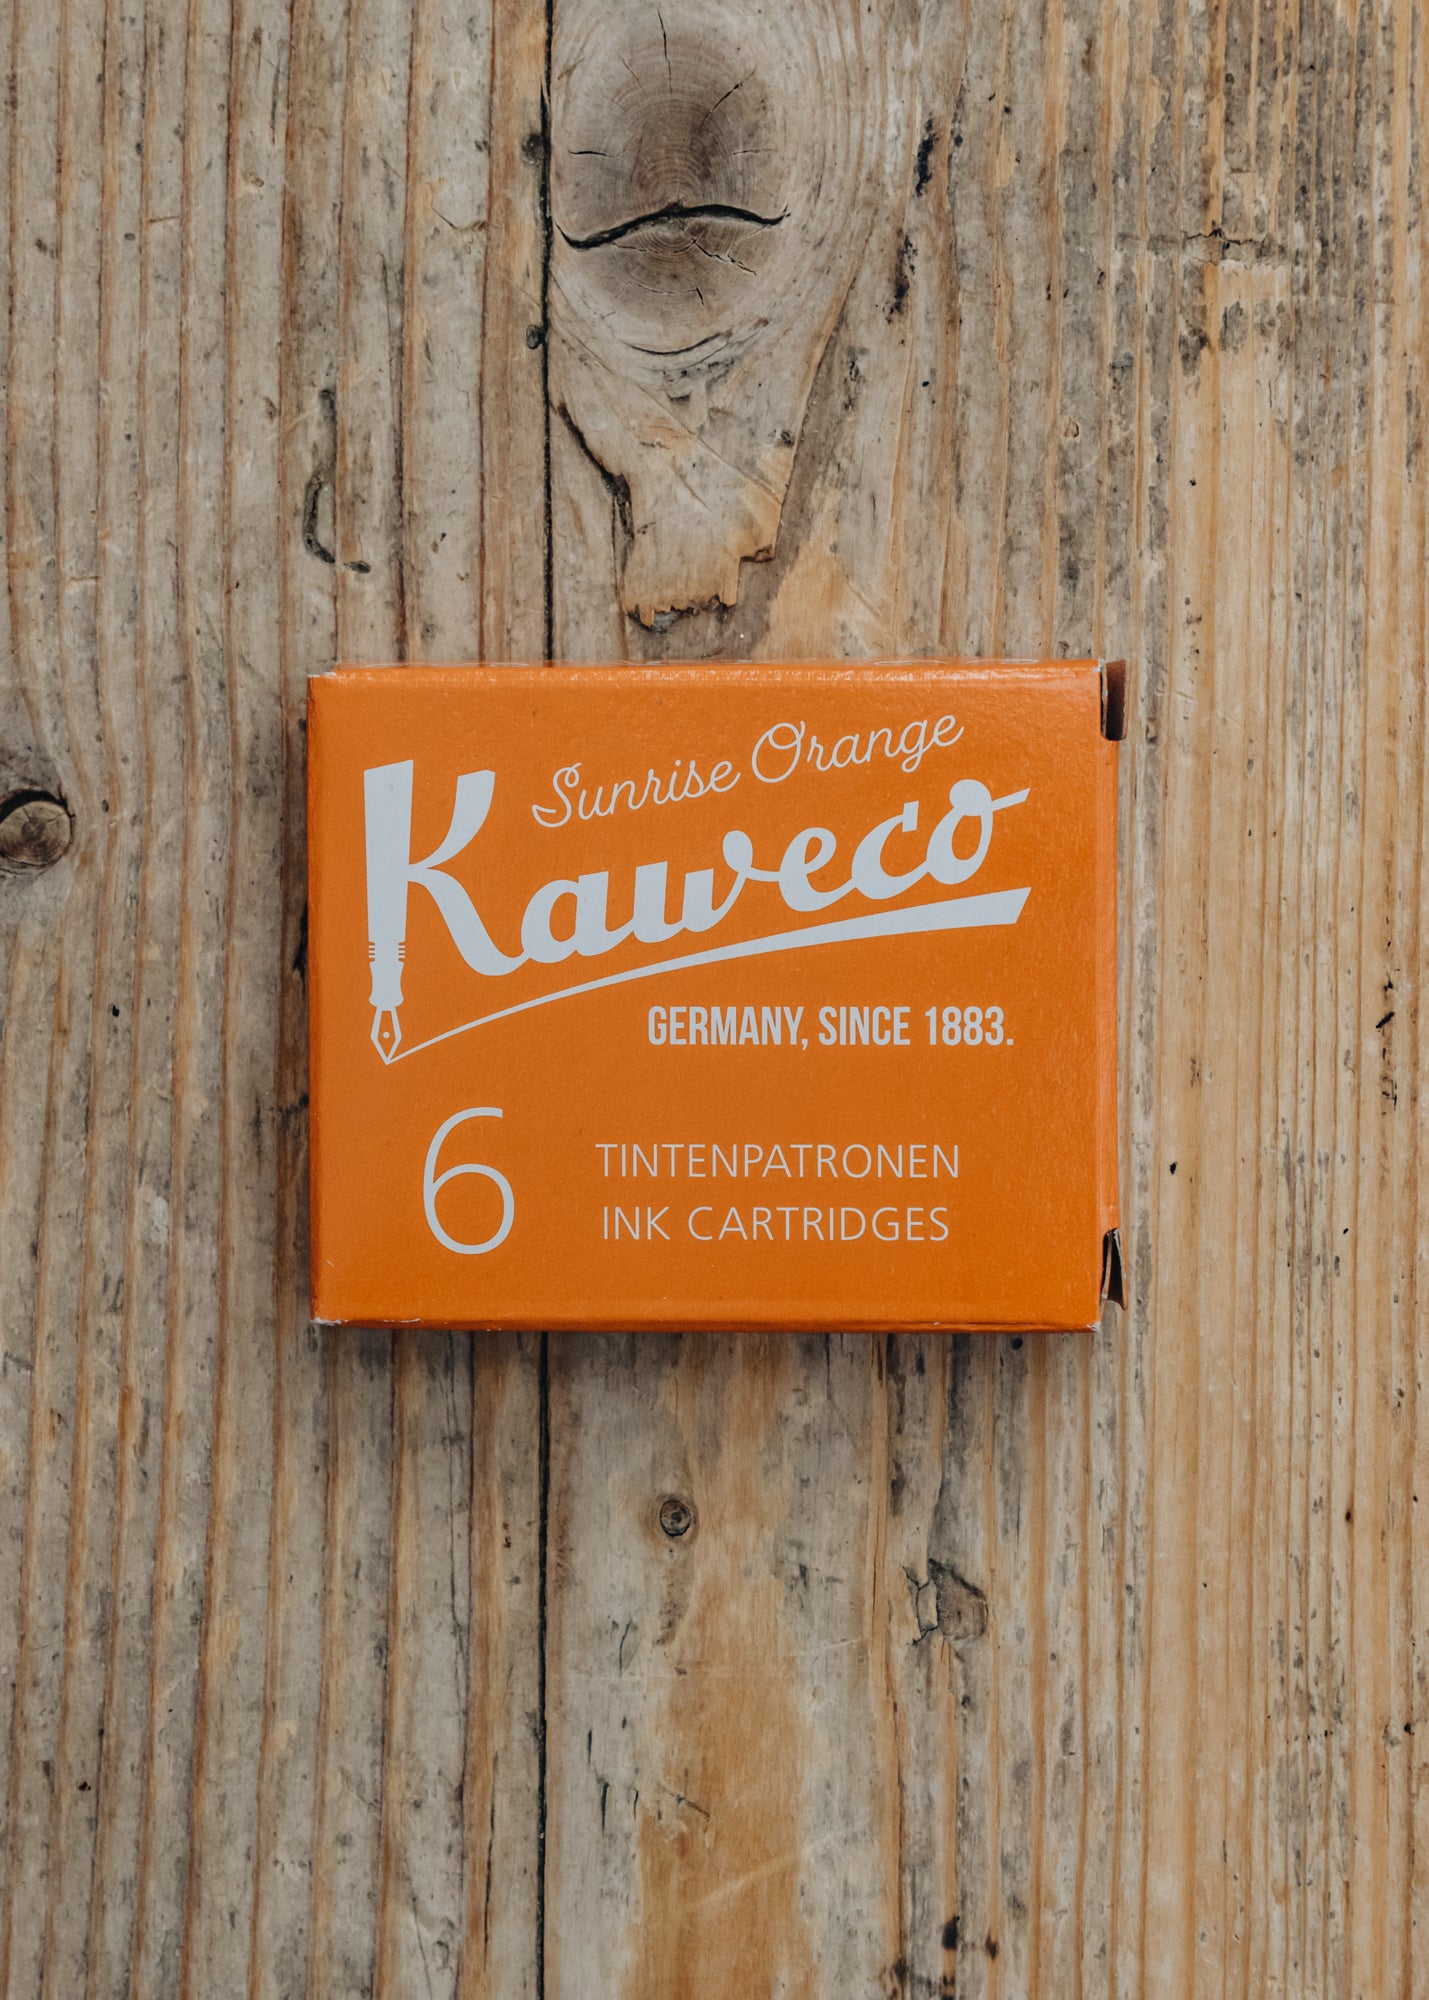 Sunrise Orange
Kaweco
GERMANY, SINCE 1883.
6
TINTENPATRONEN
INK CARTRIDGES